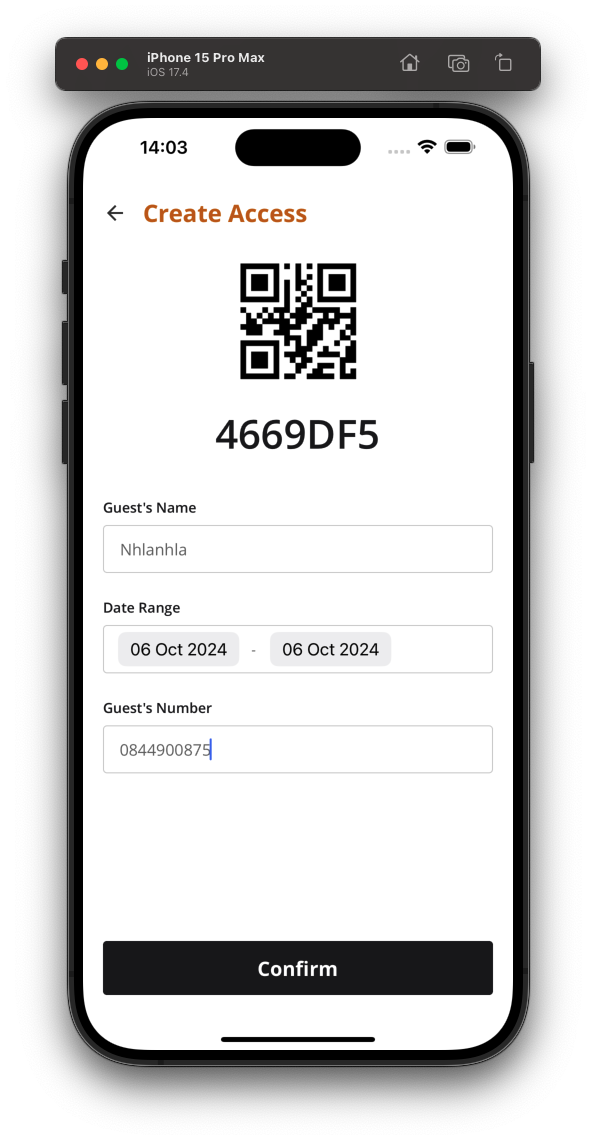 iPhone 15 Pro Max
iOS 17.4
14:03
Create Access
4669DF5
Guest's Name
Nhlanhla
Date Range
06 Oct 2024 - 06 Oct 2024
Guest's Number
0844900875
Confirm